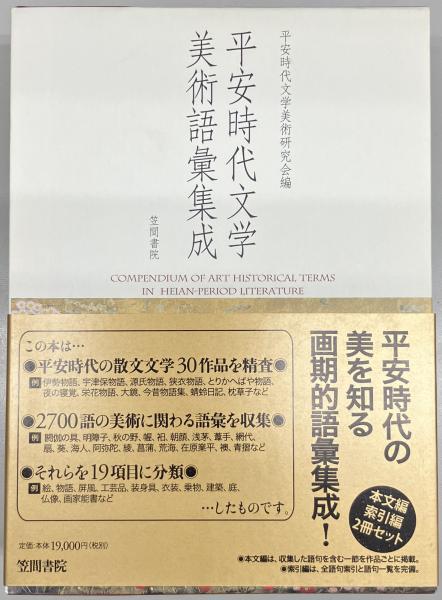 平安時代文学美術研究会編
平安時代文学
美術語彙集成
笠間書院
COMPENDIUM OF ART HISTORICAL TERMS
IN HEIAN-PERIOD LITERATURE
平安時代の
美を知る
画期的語彙集成！
本文編
索引編
2冊セット
この本は…
●平安時代の散文文学30作品を精査●
例 伊勢物語、宇津保物語、源氏物語、狭衣物語、とりかへばや物語、
夜の寝覚、栄花物語、大鏡、今昔物語集、蜻蛉日記、枕草子など
●2700語の美術に関わる語彙を収集●
例 閼伽の具、明障子、秋の野、幄、衵、朝顔、浅茅、葦手、網代、
扇、葵、海人、阿弥陀、綾、菖蒲、荒海、在原業平、襖、青摺など
●それらを19項目に分類●
例 絵、物語、屏風、工芸品、装身具、衣装、乗物、建築、庭、
仏像、画家能書など
…したものです。
定価:本体19,000円(税別)
笠間書院
●本文編は、収集した語句を含む一節を作品ごとに掲載。
●索引編は、全語句索引と語句一覧を完備。